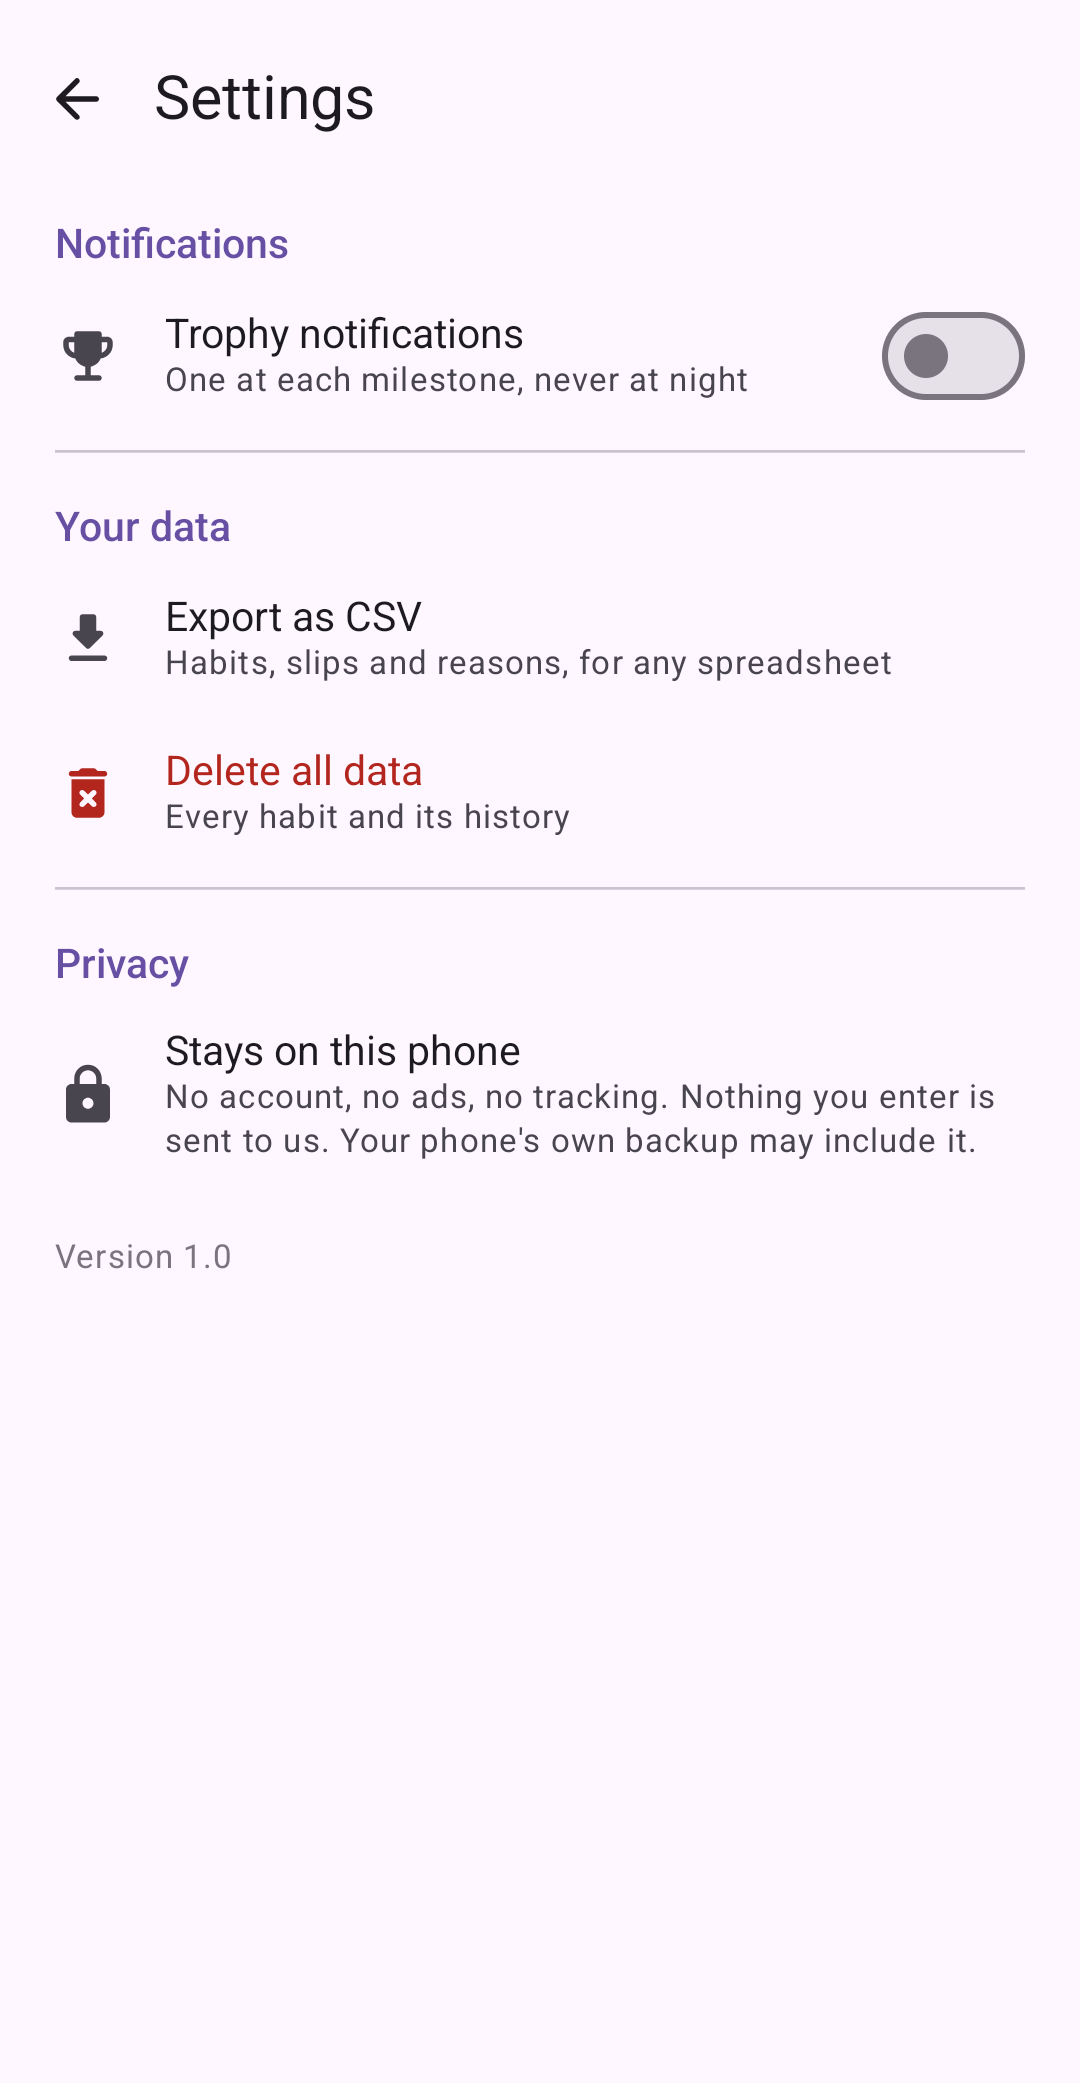 Settings
Notifications
Trophy notifications
One at each milestone, never at night
Your data
Export as CSV
Habits, slips and reasons, for any spreadsheet
Delete all data
Every habit and its history
Privacy
Stays on this phone
No account, no ads, no tracking. Nothing you enter is
sent to us. Your phone's own backup may include it.
Version 1.0